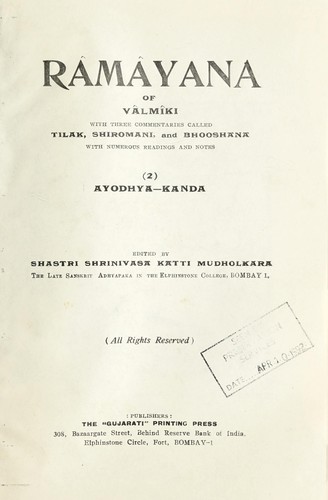 RÂMÂYANA
OF
VÂLMÎKI
WITH THREE COMMENTARIES CALLED
TILAK, SHIROMANI, and BHOOSHANA
WITH NUMEROUS READINGS AND NOTES
(2)
AYODHYA—KANDA
EDITED BY
SHASTRI SHRINIVASA KATTI MUDHOLKARA
THE LATE SANSKRIT ADHYAPAKA IN THE ELPHINSTONE COLLEGE, BOMBAY 1,
(All Rights Reserved)
DATE APR
:PUBLISHERS:
THE "GUJARATI" PRINTING PRESS
308, Bazargate Street, Behind Reserve Bank of India.
Elphinstone Circle, Fort, BOMBAY-1